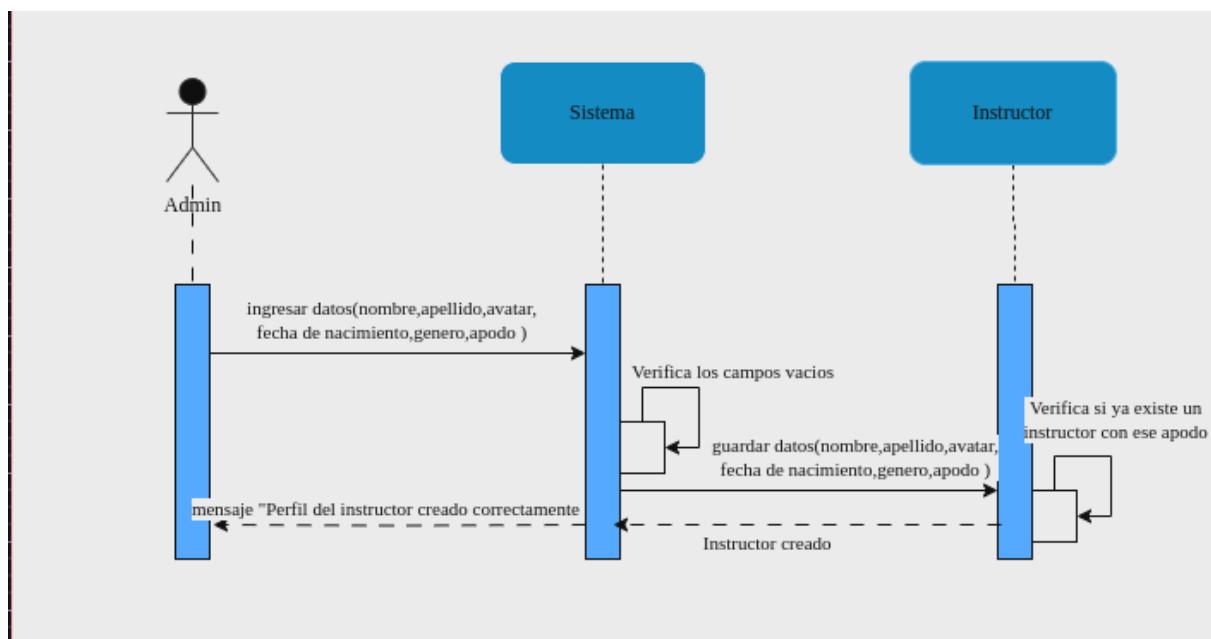 Sistema
Instructor
Admin
ingresar datos(nombre,apellido,avatar,
fecha de nacimiento,genero,apodo )
Verifica los campos vacios
Verifica si ya existe un
instructor con ese apodo
guardar datos(nombre,apellido,avatar,
fecha de nacimiento,genero,apodo )
mensaje "Perfil del instructor creado correctamente
Instructor creado